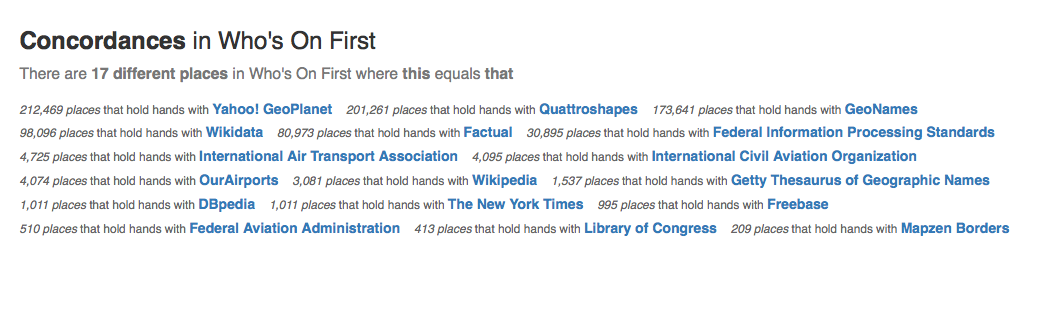 Concordances in Who's On First
There are 17 different places in Who's On First where this equals that
212,469 places that hold hands with Yahoo! GeoPlanet 201,261 places that hold hands with Quattroshapes 173,641 places that hold hands with GeoNames
98,096 places that hold hands with Wikidata 80,973 places that hold hands with Factual 30,895 places that hold hands with Federal Information Processing Standards
4,725 places that hold hands with International Air Transport Association 4,095 places that hold hands with International Civil Aviation Organization
4,074 places that hold hands with OurAirports 3,081 places that hold hands with Wikipedia 1,537 places that hold hands with Getty Thesaurus of Geographic Names
1,011 places that hold hands with DBpedia 1,011 places that hold hands with The New York Times 995 places that hold hands with Freebase
510 places that hold hands with Federal Aviation Administration 413 places that hold hands with Library of Congress 209 places that hold hands with Mapzen Borders